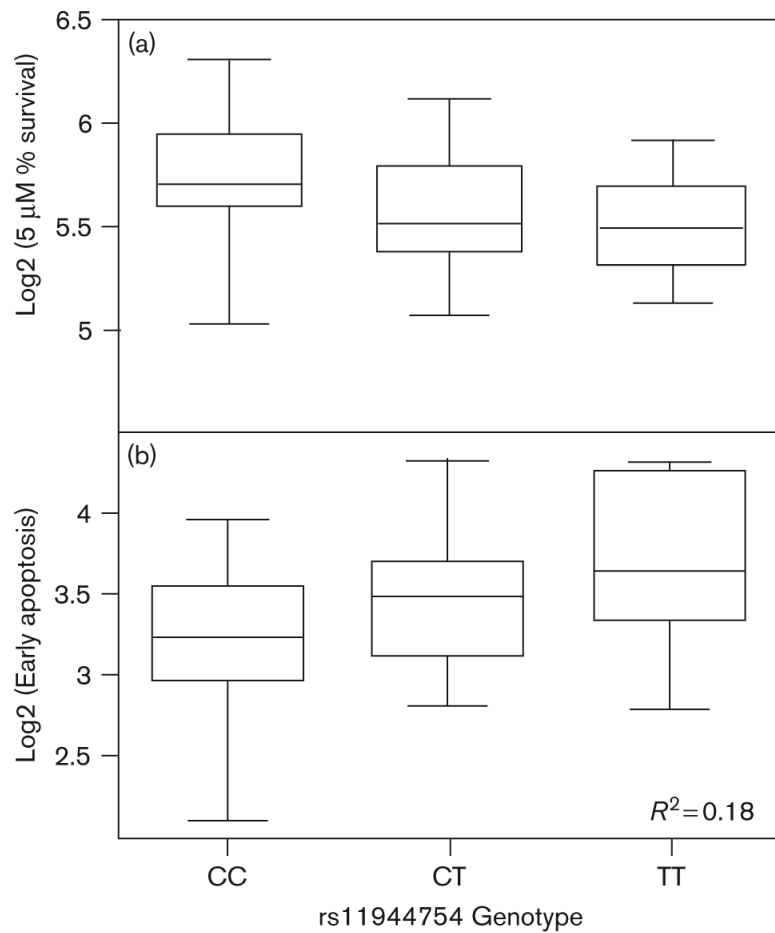 (a)
Log2 (5 μM % survival)
6.5
6
5.5
5
(b)
Log2 (Early apoptosis)
4
3.5
3
2.5
R²=0.18
CC CT TT
rs11944754 Genotype